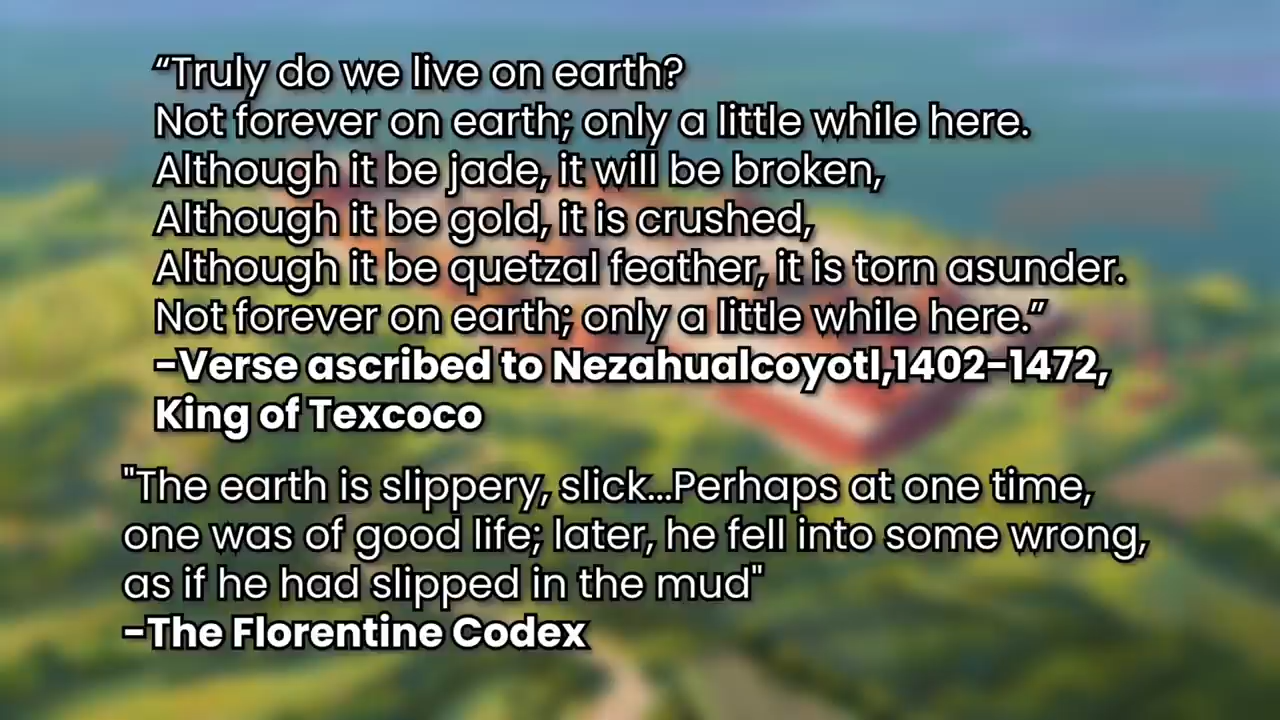 “Truly do we live on earth?
Not forever on earth; only a little while here.
Although it be jade, it will be broken,
Although it be gold, it is crushed,
Although it be quetzal feather, it is torn asunder.
Not forever on earth; only a little while here.”
-Verse ascribed to Nezahualcoyotl,1402-1472,
King of Texcoco
"The earth is slippery, slick...Perhaps at one time,
one was of good life; later, he fell into some wrong,
as if he had slipped in the mud"
-The Florentine Codex